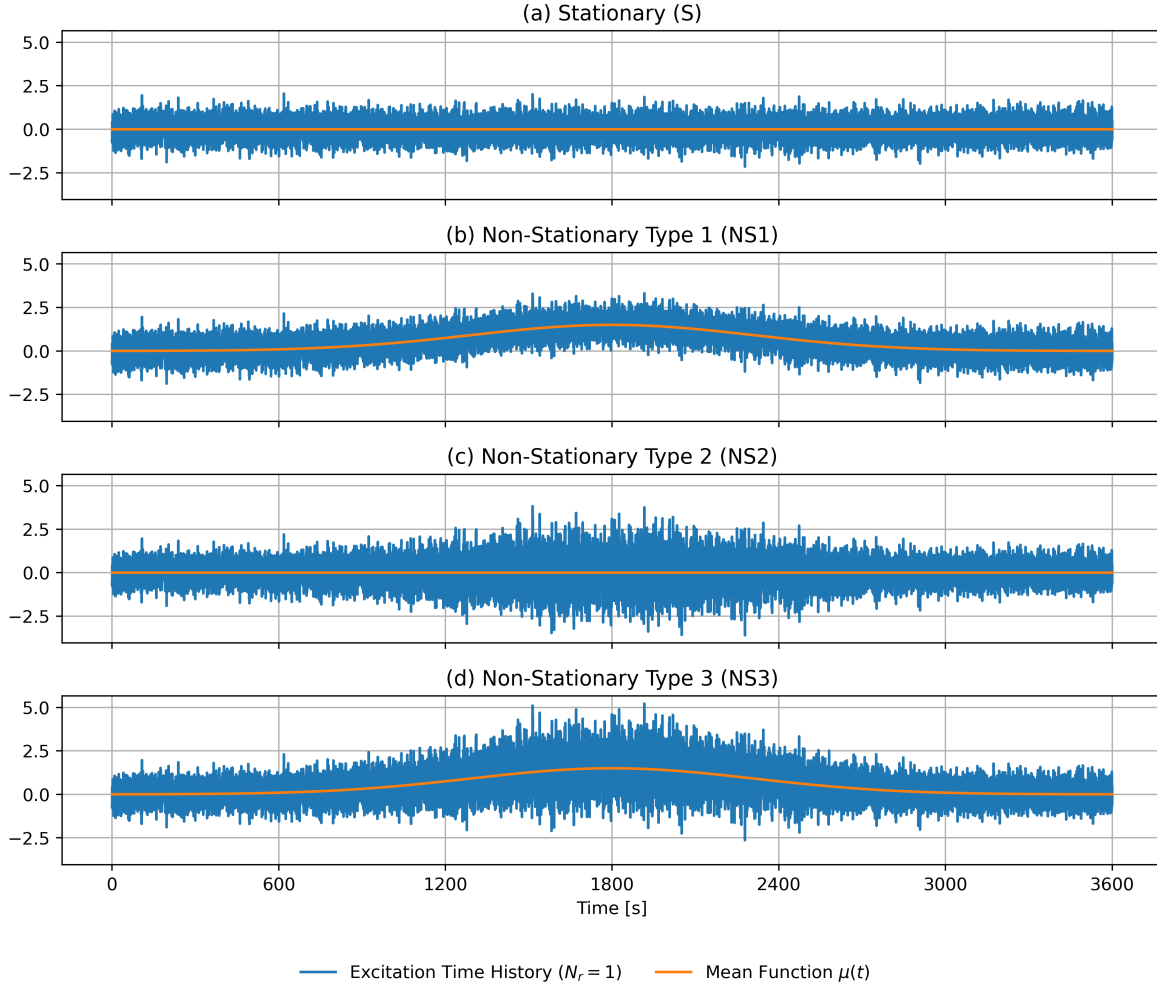 (a) Stationary (S)
5.0
2.5
0.0
−2.5
(b) Non-Stationary Type 1 (NS1)
5.0
2.5
0.0
−2.5
(c) Non-Stationary Type 2 (NS2)
5.0
2.5
0.0
−2.5
(d) Non-Stationary Type 3 (NS3)
5.0
2.5
0.0
−2.5
0 600 1200 1800 2400 3000 3600
Time [s]
Excitation Time History (N_r = 1) Mean Function μ(t)